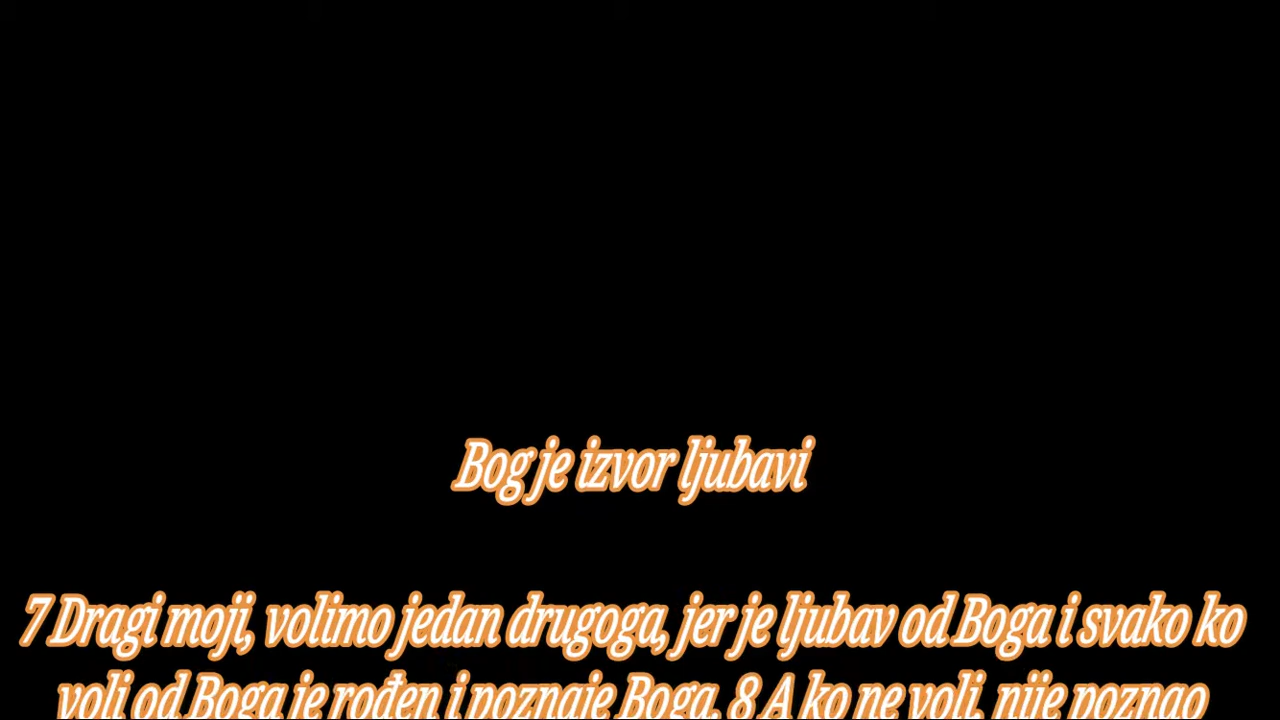 Bog je izvor ljubavi
7 Dragi moji, volimo jedan drugoga, jer je ljubav od Boga i svako ko
voli od Boga je rođen i poznaje Boga. 8 A ko ne voli, nije poznao